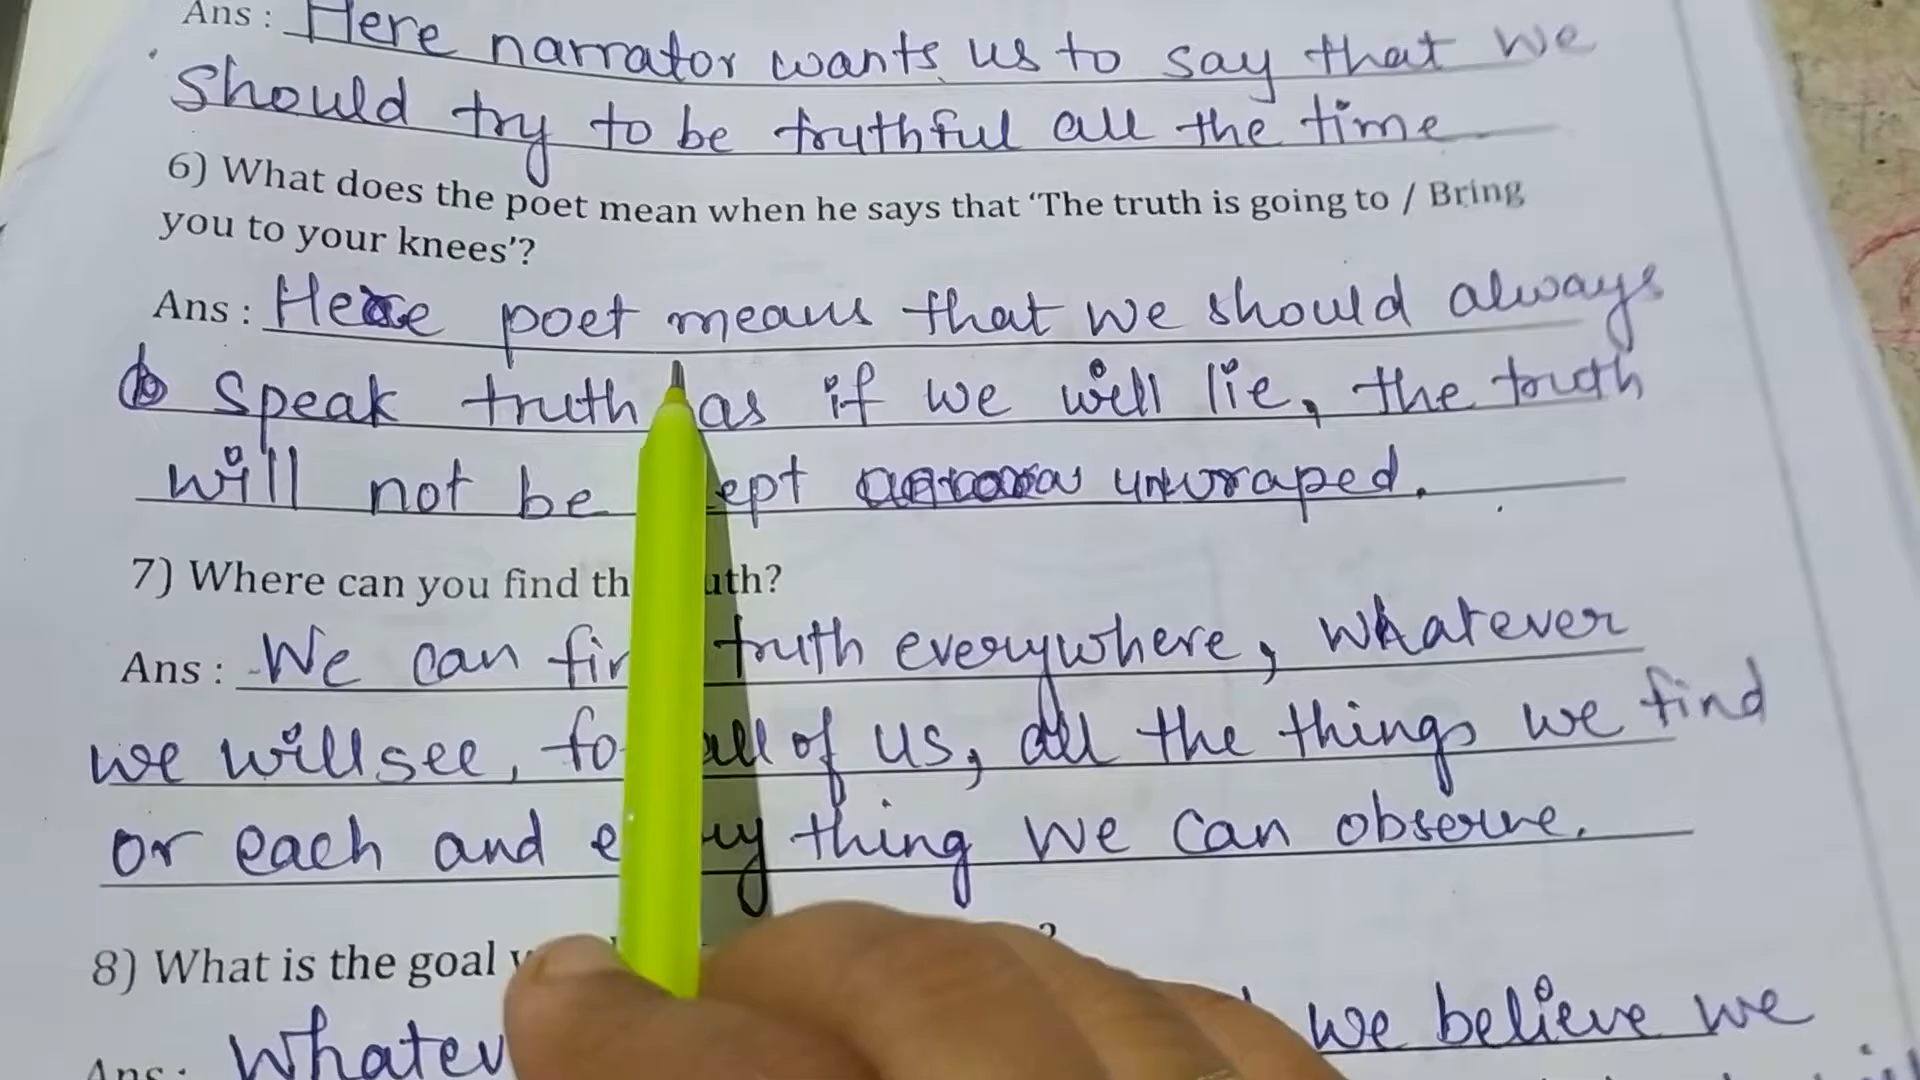 Ans : Here narrator wants us to say that we
should try to be truthful all the time
6) What does the poet mean when he says that ‘The truth is going to / Bring
you to your knees’?
Ans : Here poet means that we should always
speak truth as if we will lie, the truth
will not be ept unwraped.
7) Where can you find th uth?
Ans : We can fin truth everywhere, whatever
we will see, fo all of us, all the things we find
or each and e ry thing we can observe.
8) What is the goal ?
Ans : Whatev we believe we